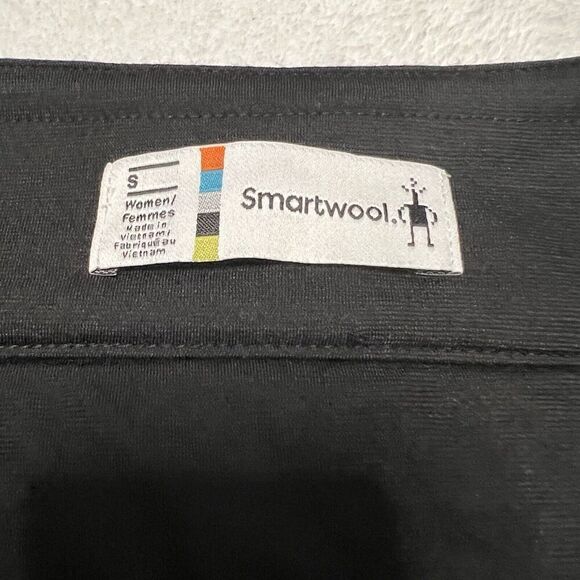 S
Women/
Femmes
Made in
Vietnam/
Fabriqué au
Vietnam
Smartwool.